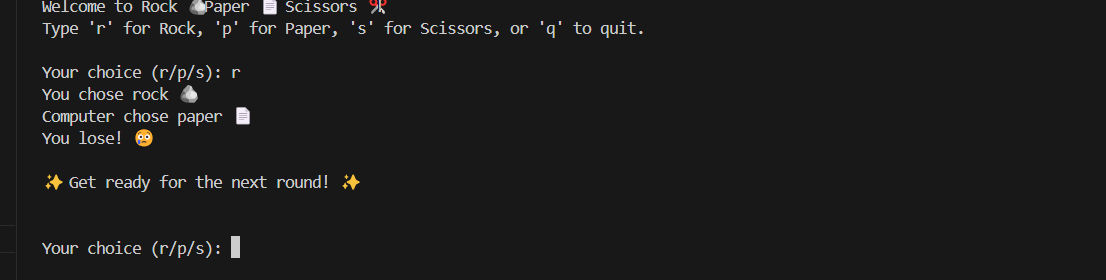 Welcome to Rock 🪨Paper 📄 Scissors ✂️
Type 'r' for Rock, 'p' for Paper, 's' for Scissors, or 'q' to quit.
Your choice (r/p/s): r
You chose rock 🪨
Computer chose paper 📄
You lose! 😢
✨ Get ready for the next round! ✨
Your choice (r/p/s):